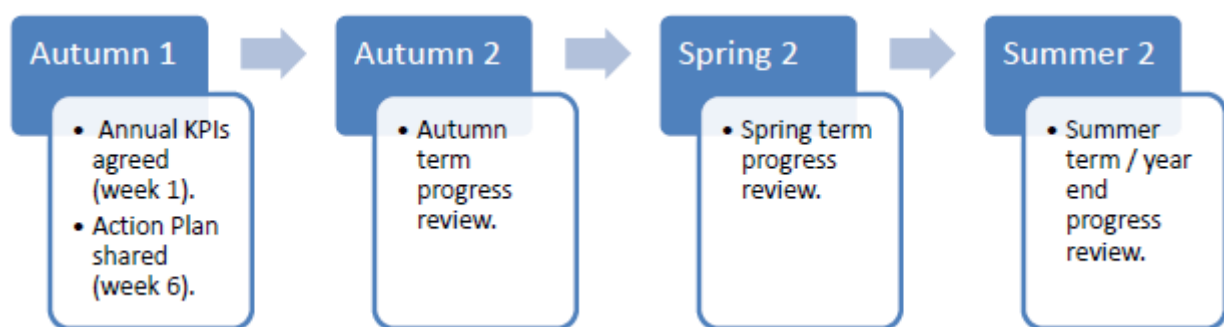 Autumn 1
• Annual KPIs
agreed
(week 1).
• Action Plan
shared
(week 6).
Autumn 2
• Autumn
term
progress
review.
Spring 2
• Spring term
progress
review.
Summer 2
• Summer
term / year
end
progress
review.